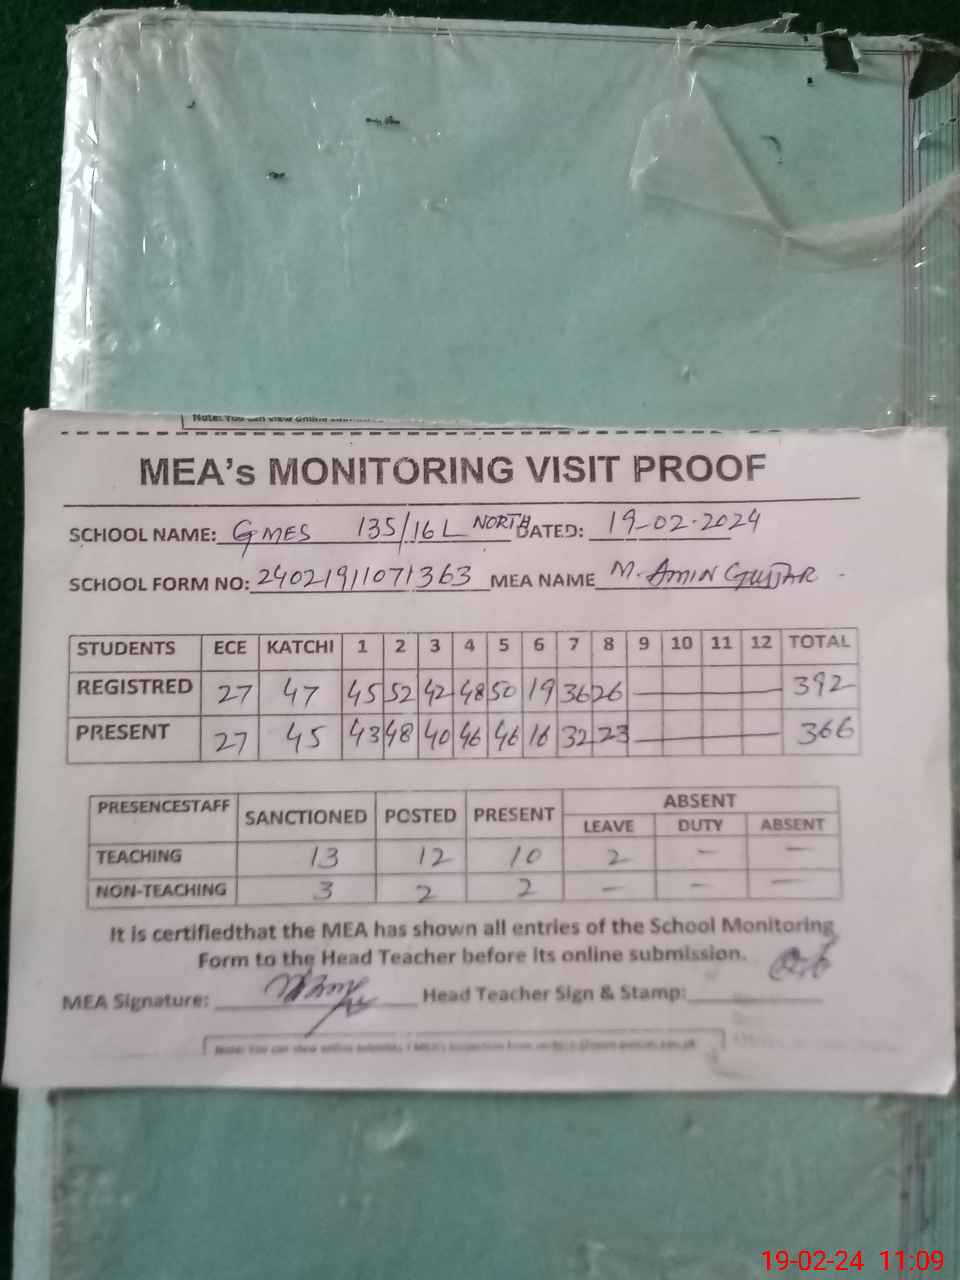 MEA's MONITORING VISIT PROOF
SCHOOL NAME: GMES 135/16L NORTH DATED: 19-02-2024
SCHOOL FORM NO: 24021911071363 MEA NAME M. AMIN GUJJAR
STUDENTS ECE KATCHI 1 2 3 4 5 6 7 8 9 10 11 12 TOTAL
REGISTRED 27 47 45 52 42 48 50 19 36 26 392
PRESENT 27 45 43 48 40 46 46 16 32 23 366
PRESENCESTAFF SANCTIONED POSTED PRESENT ABSENT
LEAVE DUTY ABSENT
TEACHING 13 12 10 2 - -
NON-TEACHING 3 2 2 - - -
It is certifiedthat the MEA has shown all entries of the School Monitoring
Form to the Head Teacher before its online submission.
MEA Signature: Head Teacher Sign & Stamp:
Note: You can view online
19-02-24 11:09